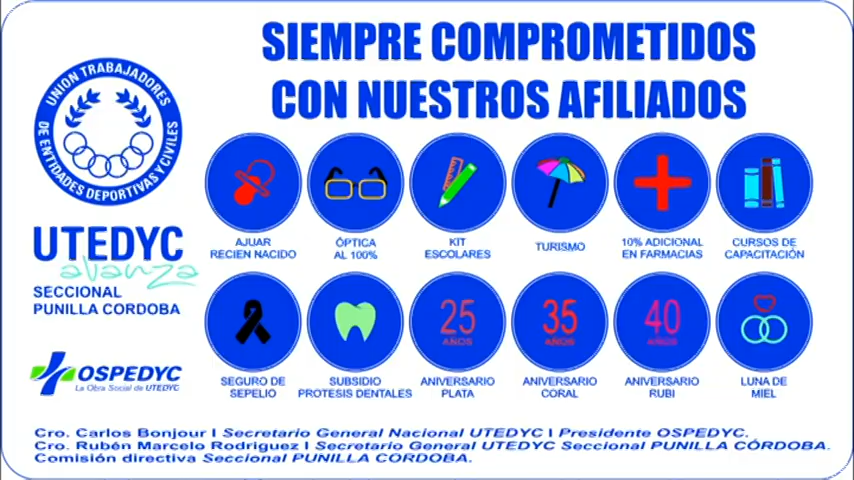 SIEMPRE COMPROMETIDOS
CON NUESTROS AFILIADOS
UNION TRABAJADORES
DE ENTIDADES DEPORTIVAS Y CIVILES
UTEDYC
avanza
SECCIONAL
PUNILLA CORDOBA
OSPEDYC
La Obra Social de UTEDYC
AJUAR
RECIEN NACIDO
ÓPTICA
AL 100%
KIT
ESCOLARES
TURISMO
10% ADICIONAL
EN FARMACIAS
CURSOS DE
CAPACITACIÓN
SEGURO DE
SEPELIO
SUBSIDIO
PROTESIS DENTALES
25
AÑOS
ANIVERSARIO
PLATA
35
AÑOS
ANIVERSARIO
CORAL
40
AÑOS
ANIVERSARIO
RUBI
LUNA DE
MIEL
Cro. Carlos Bonjour I Secretario General Nacional UTEDYC I Presidente OSPEDYC.
Cro. Rubén Marcelo Rodriguez I Secretario General UTEDYC Seccional PUNILLA CÓRDOBA.
Comisión directiva Seccional PUNILLA CORDOBA.